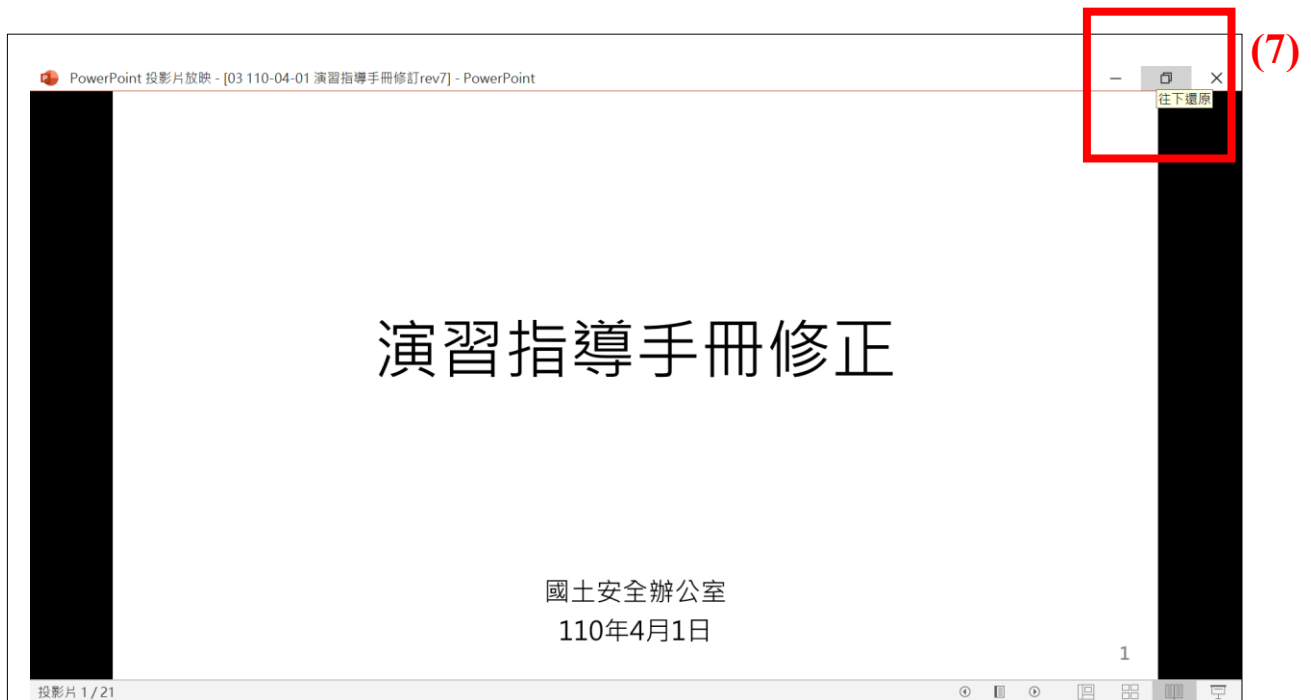 (7)
PowerPoint 投影片放映 - [03 110-04-01 演習指導手冊修訂rev7] - PowerPoint
往下還原
演習指導手冊修正
國土安全辦公室
110年4月1日
1
投影片 1 / 21